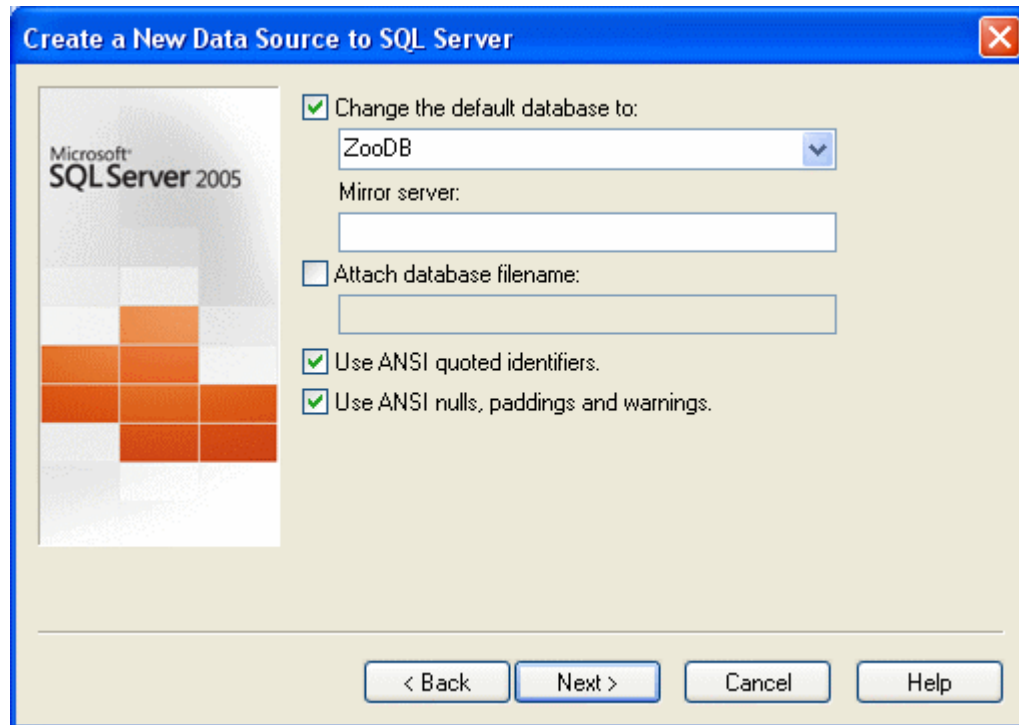 Create a New Data Source to SQL Server
Microsoft
SQL Server 2005
Change the default database to:
ZooDB
Mirror server:
Attach database filename:
Use ANSI quoted identifiers.
Use ANSI nulls, paddings and warnings.
< Back
Next >
Cancel
Help